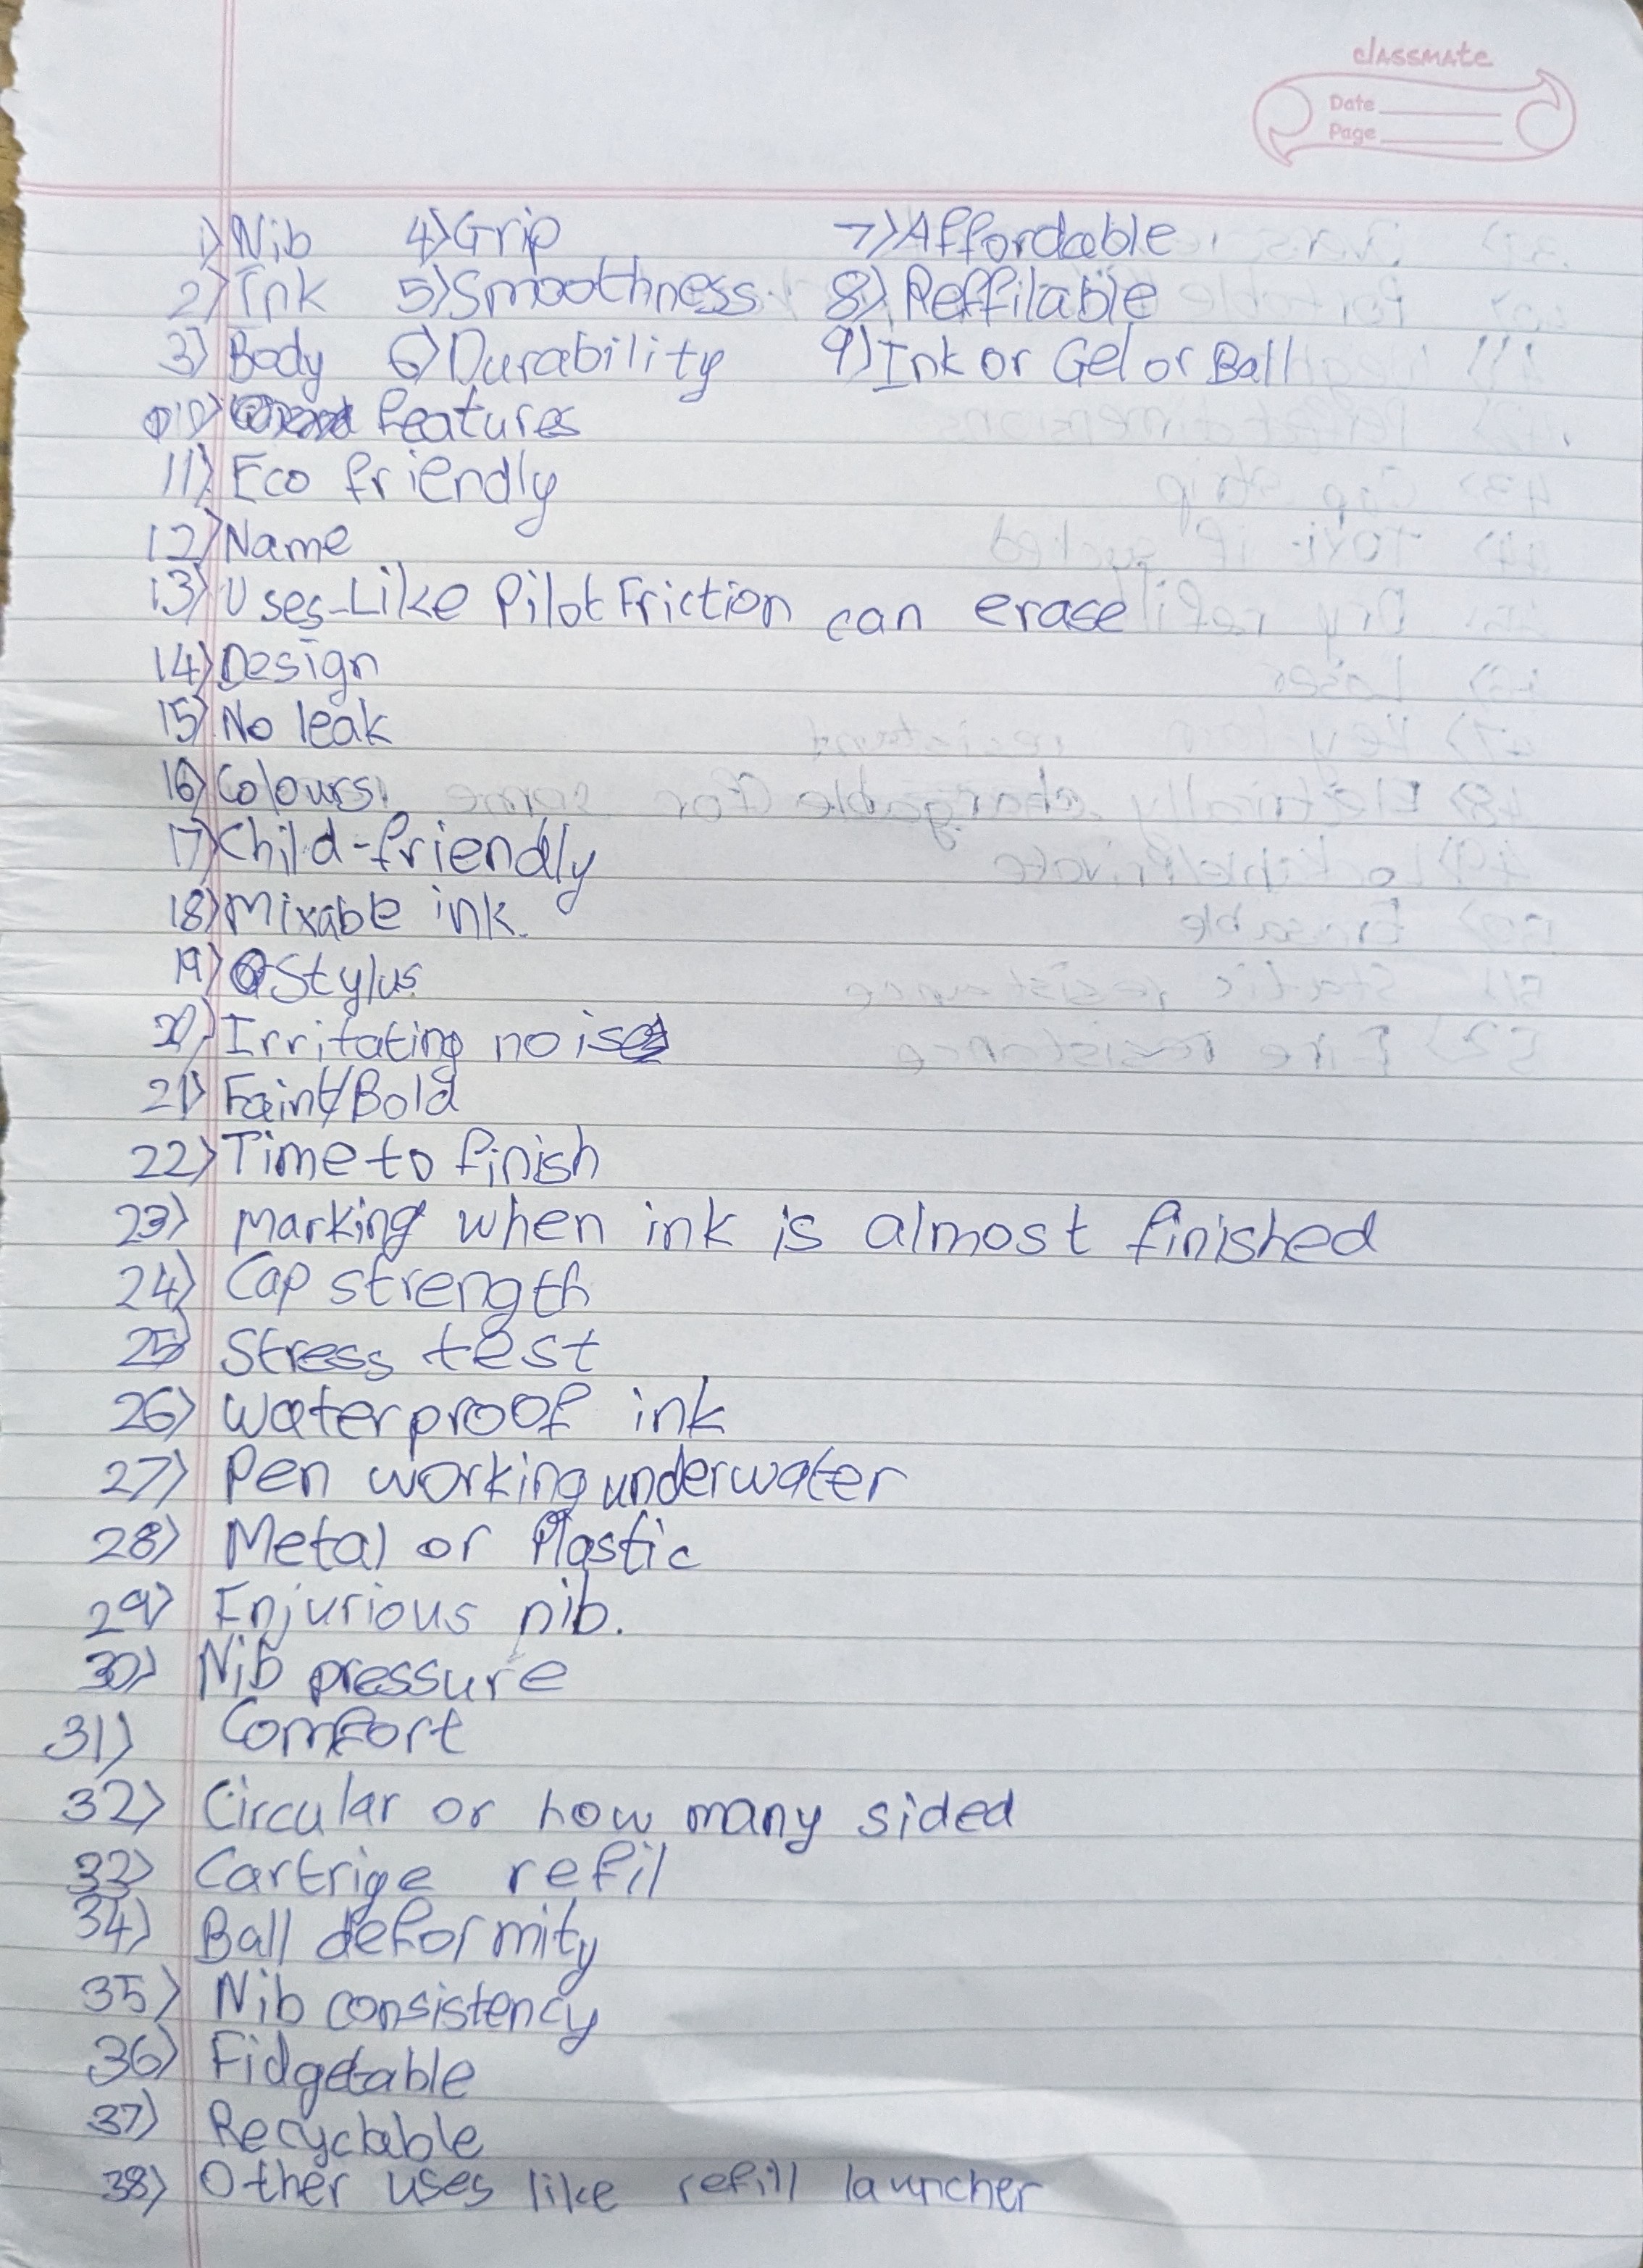 classmate
Date
Page
1) Nib 4) Grip 7) Affordable
2) Ink 5) Smoothness 8) Reffilable
3) Body 6) Durability 9) Ink or Gel or Ball
10) features
11) Eco friendly
12) Name
13) Uses-Like Pilot Friction can erase
14) Design
15) No leak
16) Colours
17) Child-friendly
18) Mixable ink.
19) Stylus
20) Irritating noise
21) Faint/Bold
22) Time to finish
23) Marking when ink is almost finished
24) Cap strength
25) Stress test
26) Waterproof ink
27) Pen working underwater
28) Metal or Plastic
29) Enjurious nib.
30) Nib pressure
31) Comfort
32) Circular or how many sided
33) Cartrige refil
34) Ball deformity
35) Nib consistency
36) Fidgetable
37) Recyclable
38) Other uses like refill launcher